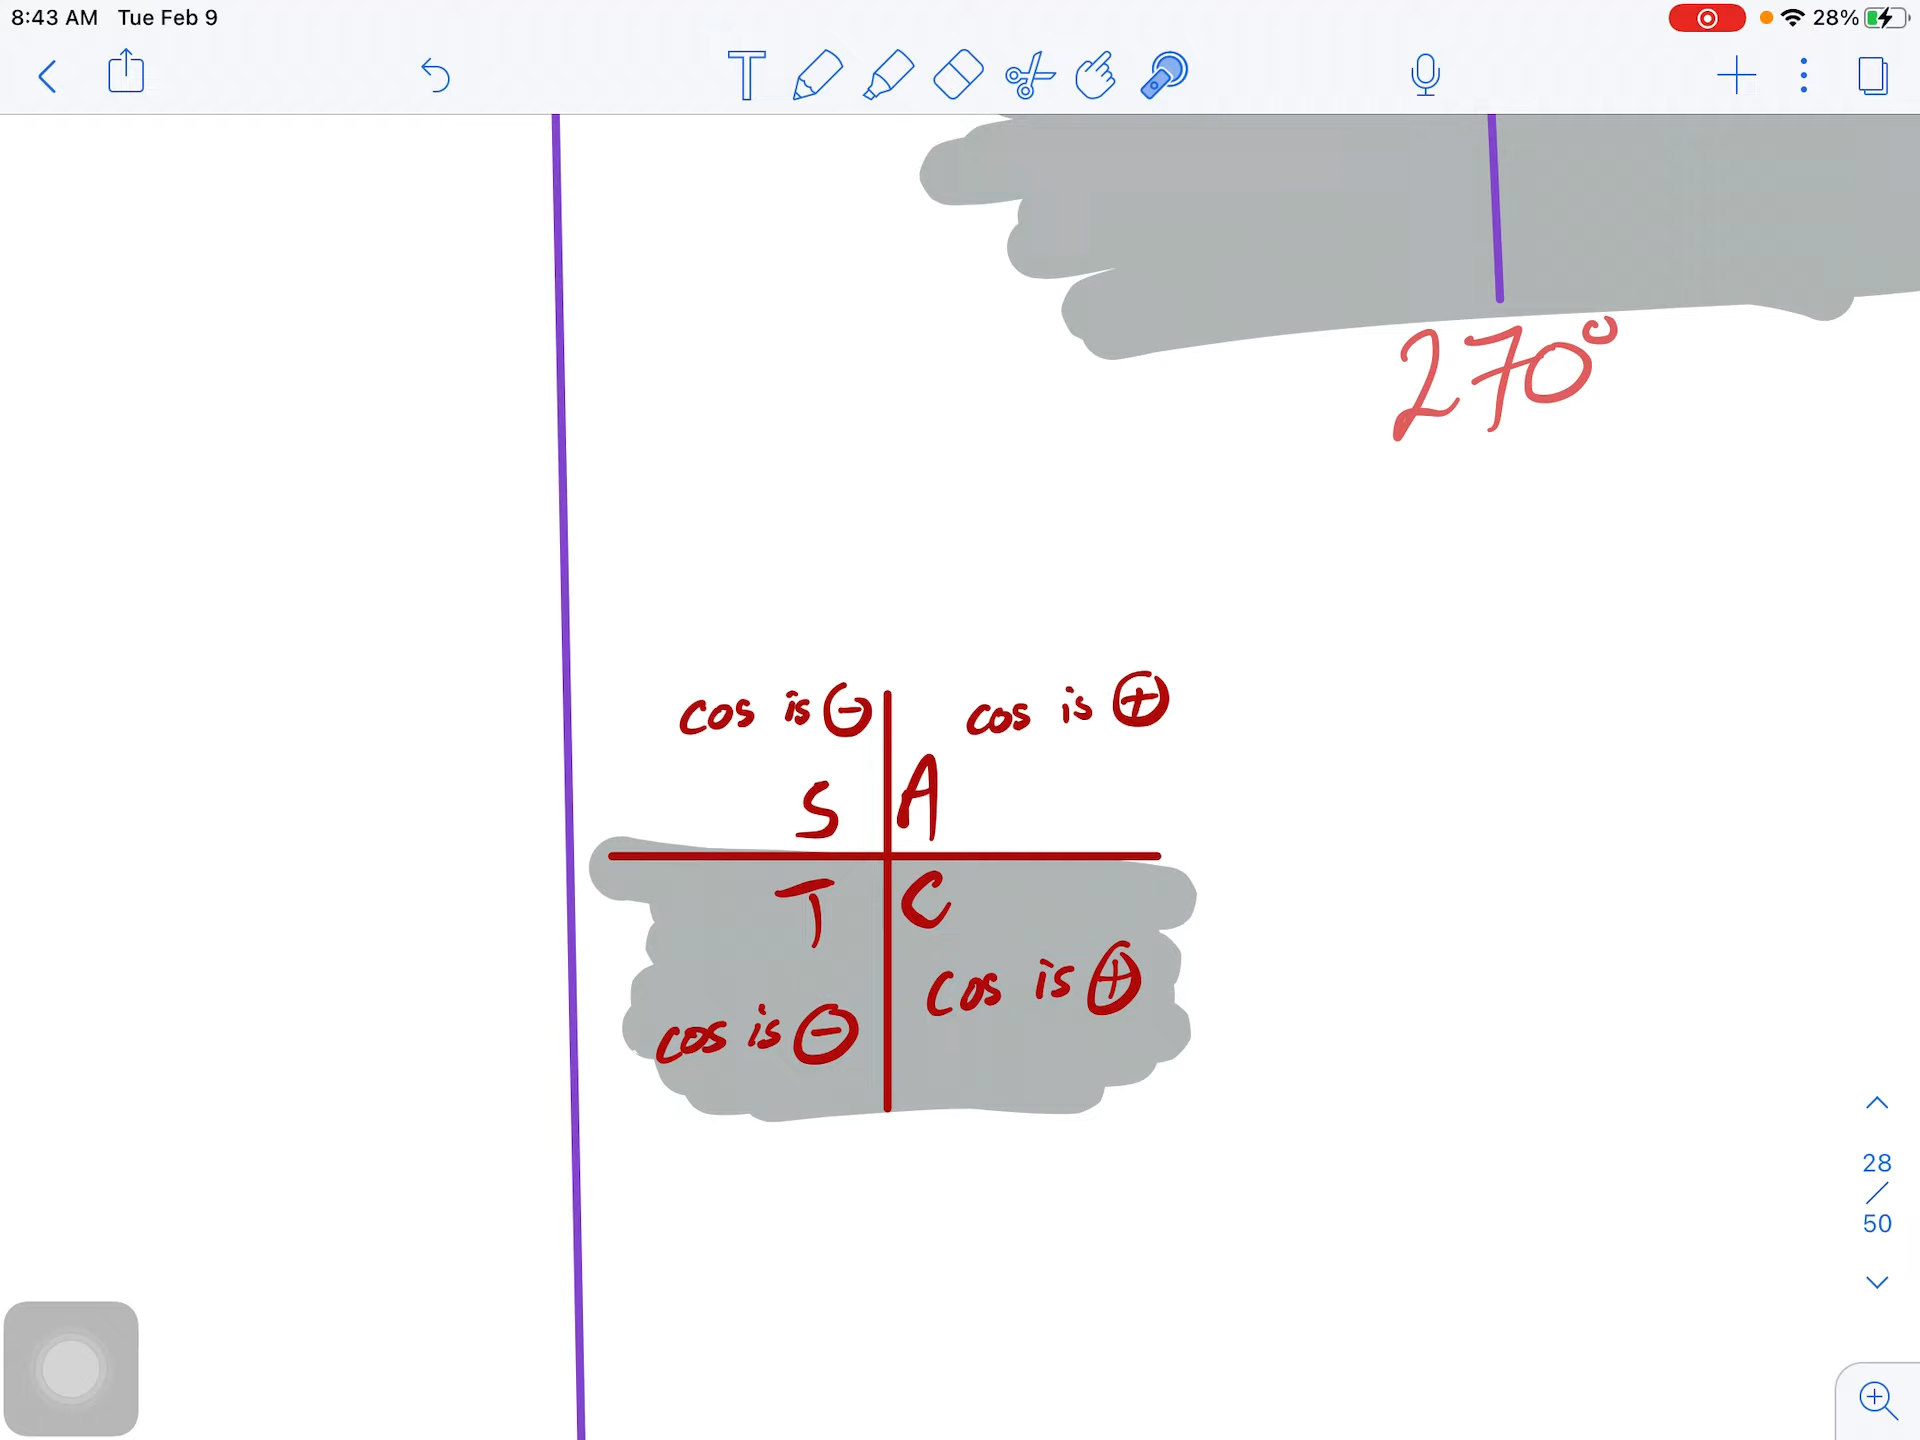 8:43 AM Tue Feb 9
28%
T
270°
cos is ⊖ cos is ⊕
S A
T C
cos is ⊕
cos is ⊖
28
/
50